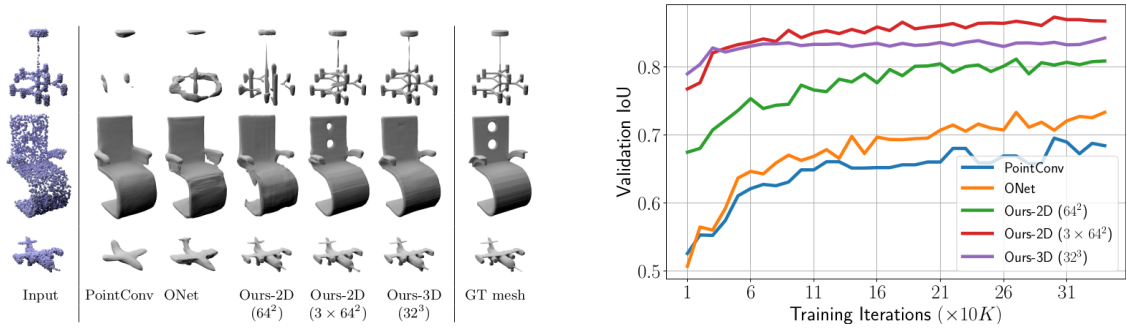 Input
PointConv
ONet
Ours-2D
(64²)
Ours-2D
(3 × 64²)
Ours-3D
(32³)
GT mesh
Validation IoU
0.8
0.7
0.6
0.5
PointConv
ONet
Ours-2D (64²)
Ours-2D (3 × 64²)
Ours-3D (32³)
1 6 11 16 21 26 31
Training Iterations (×10K)